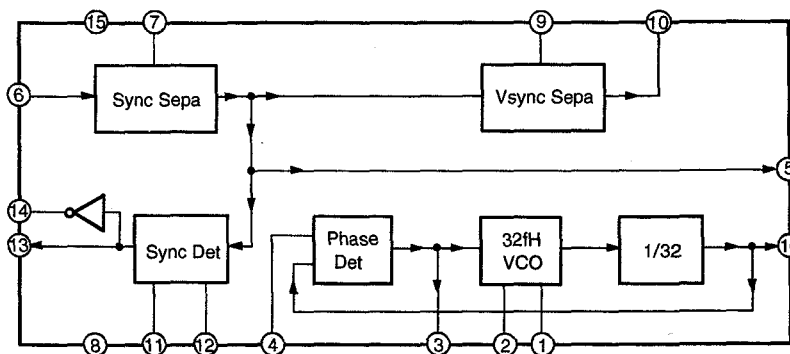 15
7
9
10
6
Sync Sepa
Vsync Sepa
5
14
13
Sync Det
Phase
Det
32fH
VCO
1/32
16
8
11
12
4
3
2
1